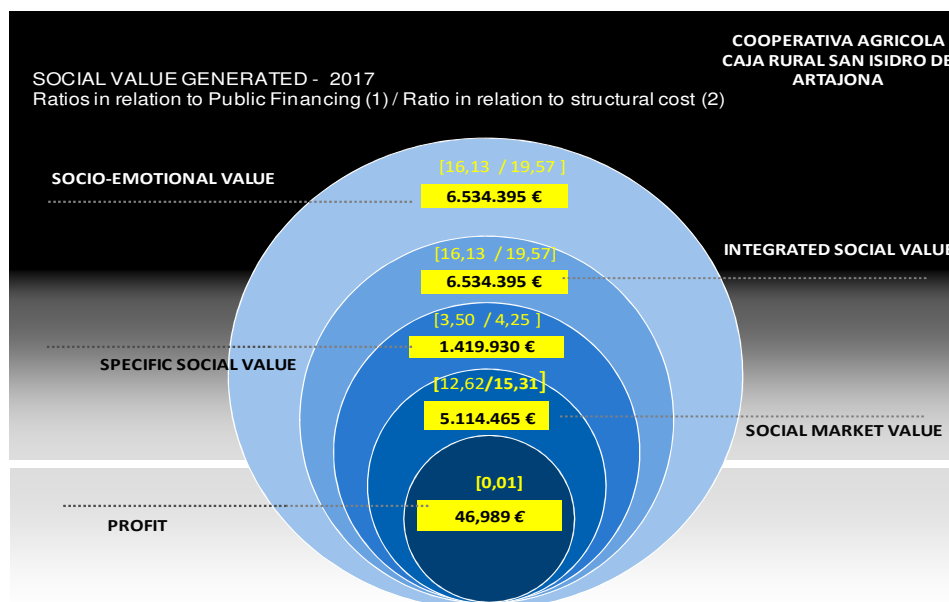 COOPERATIVA AGRICOLA
CAJA RURAL SAN ISIDRO DE
ARTAJONA
SOCIAL VALUE GENERATED - 2017
Ratios in relation to Public Financing (1) / Ratio in relation to structural cost (2)
[16,13 / 19,57 ]
SOCIO-EMOTIONAL VALUE
6.534.395 €
[16,13 / 19,57]
INTEGRATED SOCIAL VALUE
6.534.395 €
[3,50 / 4,25 ]
1.419.930 €
SPECIFIC SOCIAL VALUE
[12,62/15,31]
5.114.465 €
SOCIAL MARKET VALUE
[0,01]
46,989 €
PROFIT